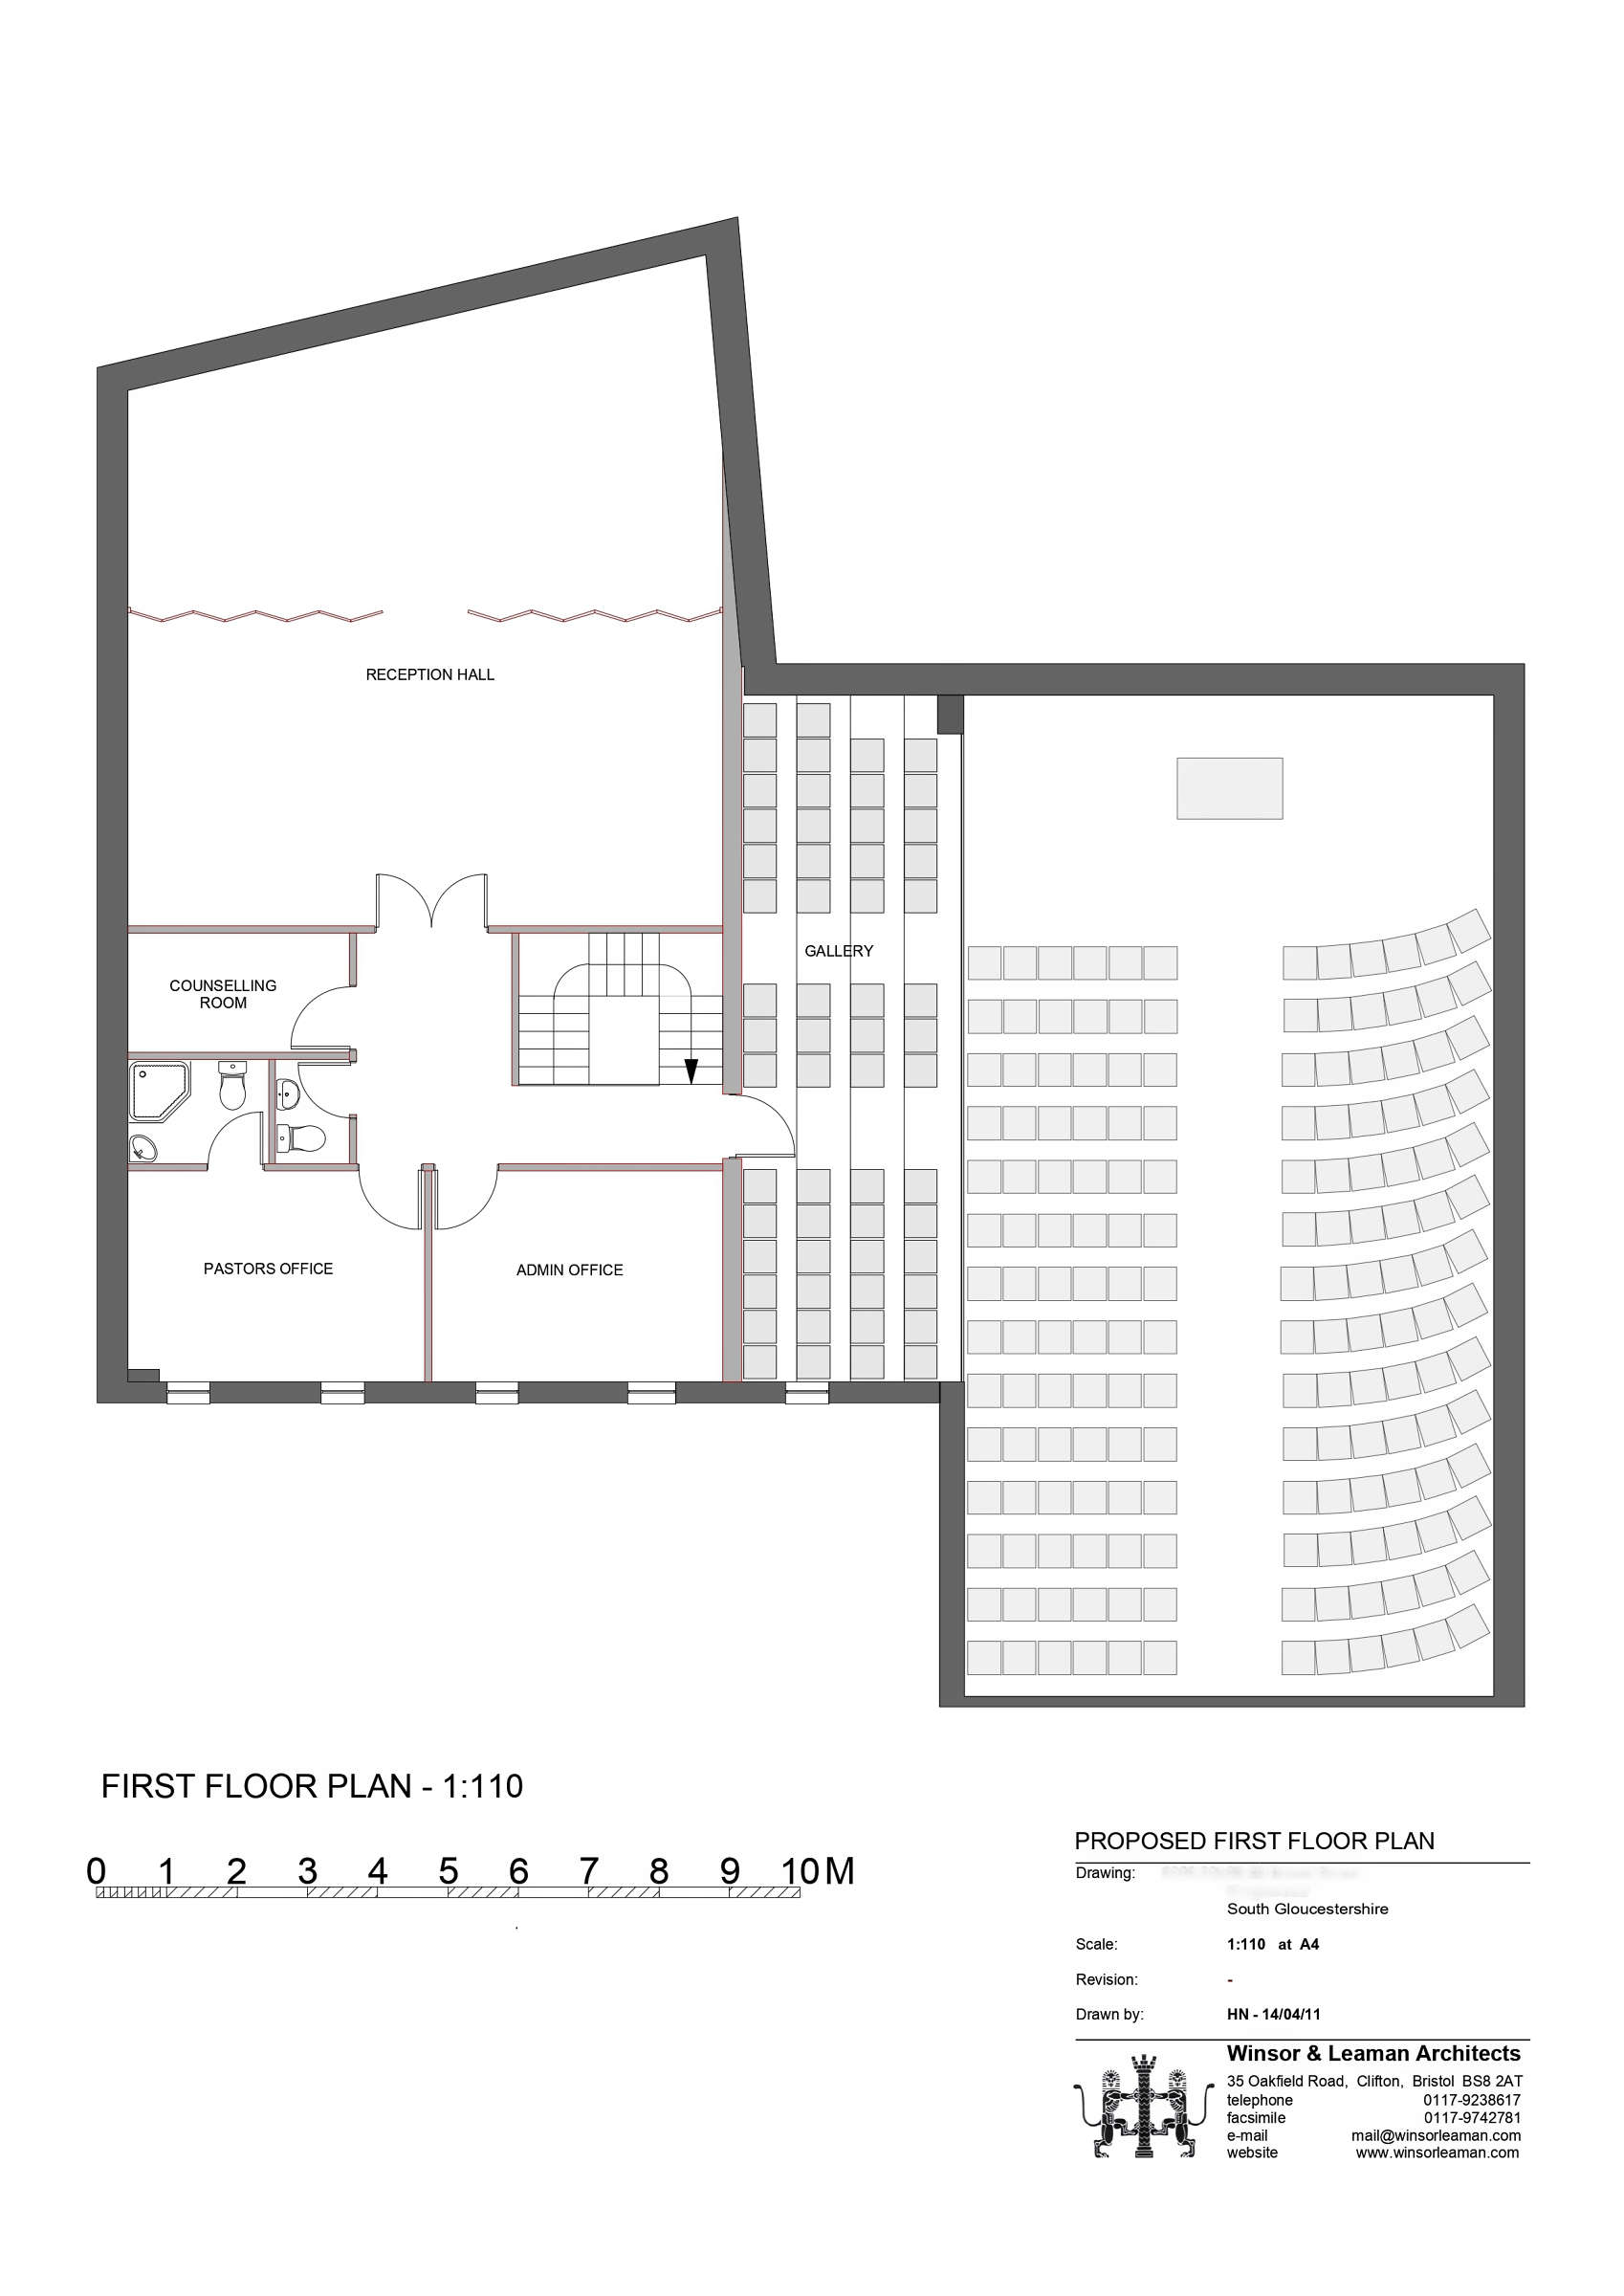 RECEPTION HALL
GALLERY
COUNSELLING
ROOM
PASTORS OFFICE
ADMIN OFFICE
FIRST FLOOR PLAN - 1:110
0 1 2 3 4 5 6 7 8 9 10 M
PROPOSED FIRST FLOOR PLAN
Drawing:
South Gloucestershire
Scale: 1:110 at A4
Revision: -
Drawn by: HN - 14/04/11
Winsor & Leaman Architects
35 Oakfield Road, Clifton, Bristol BS8 2AT
telephone 0117-9238617
facsimile 0117-9742781
e-mail mail@winsorleaman.com
website www.winsorleaman.com